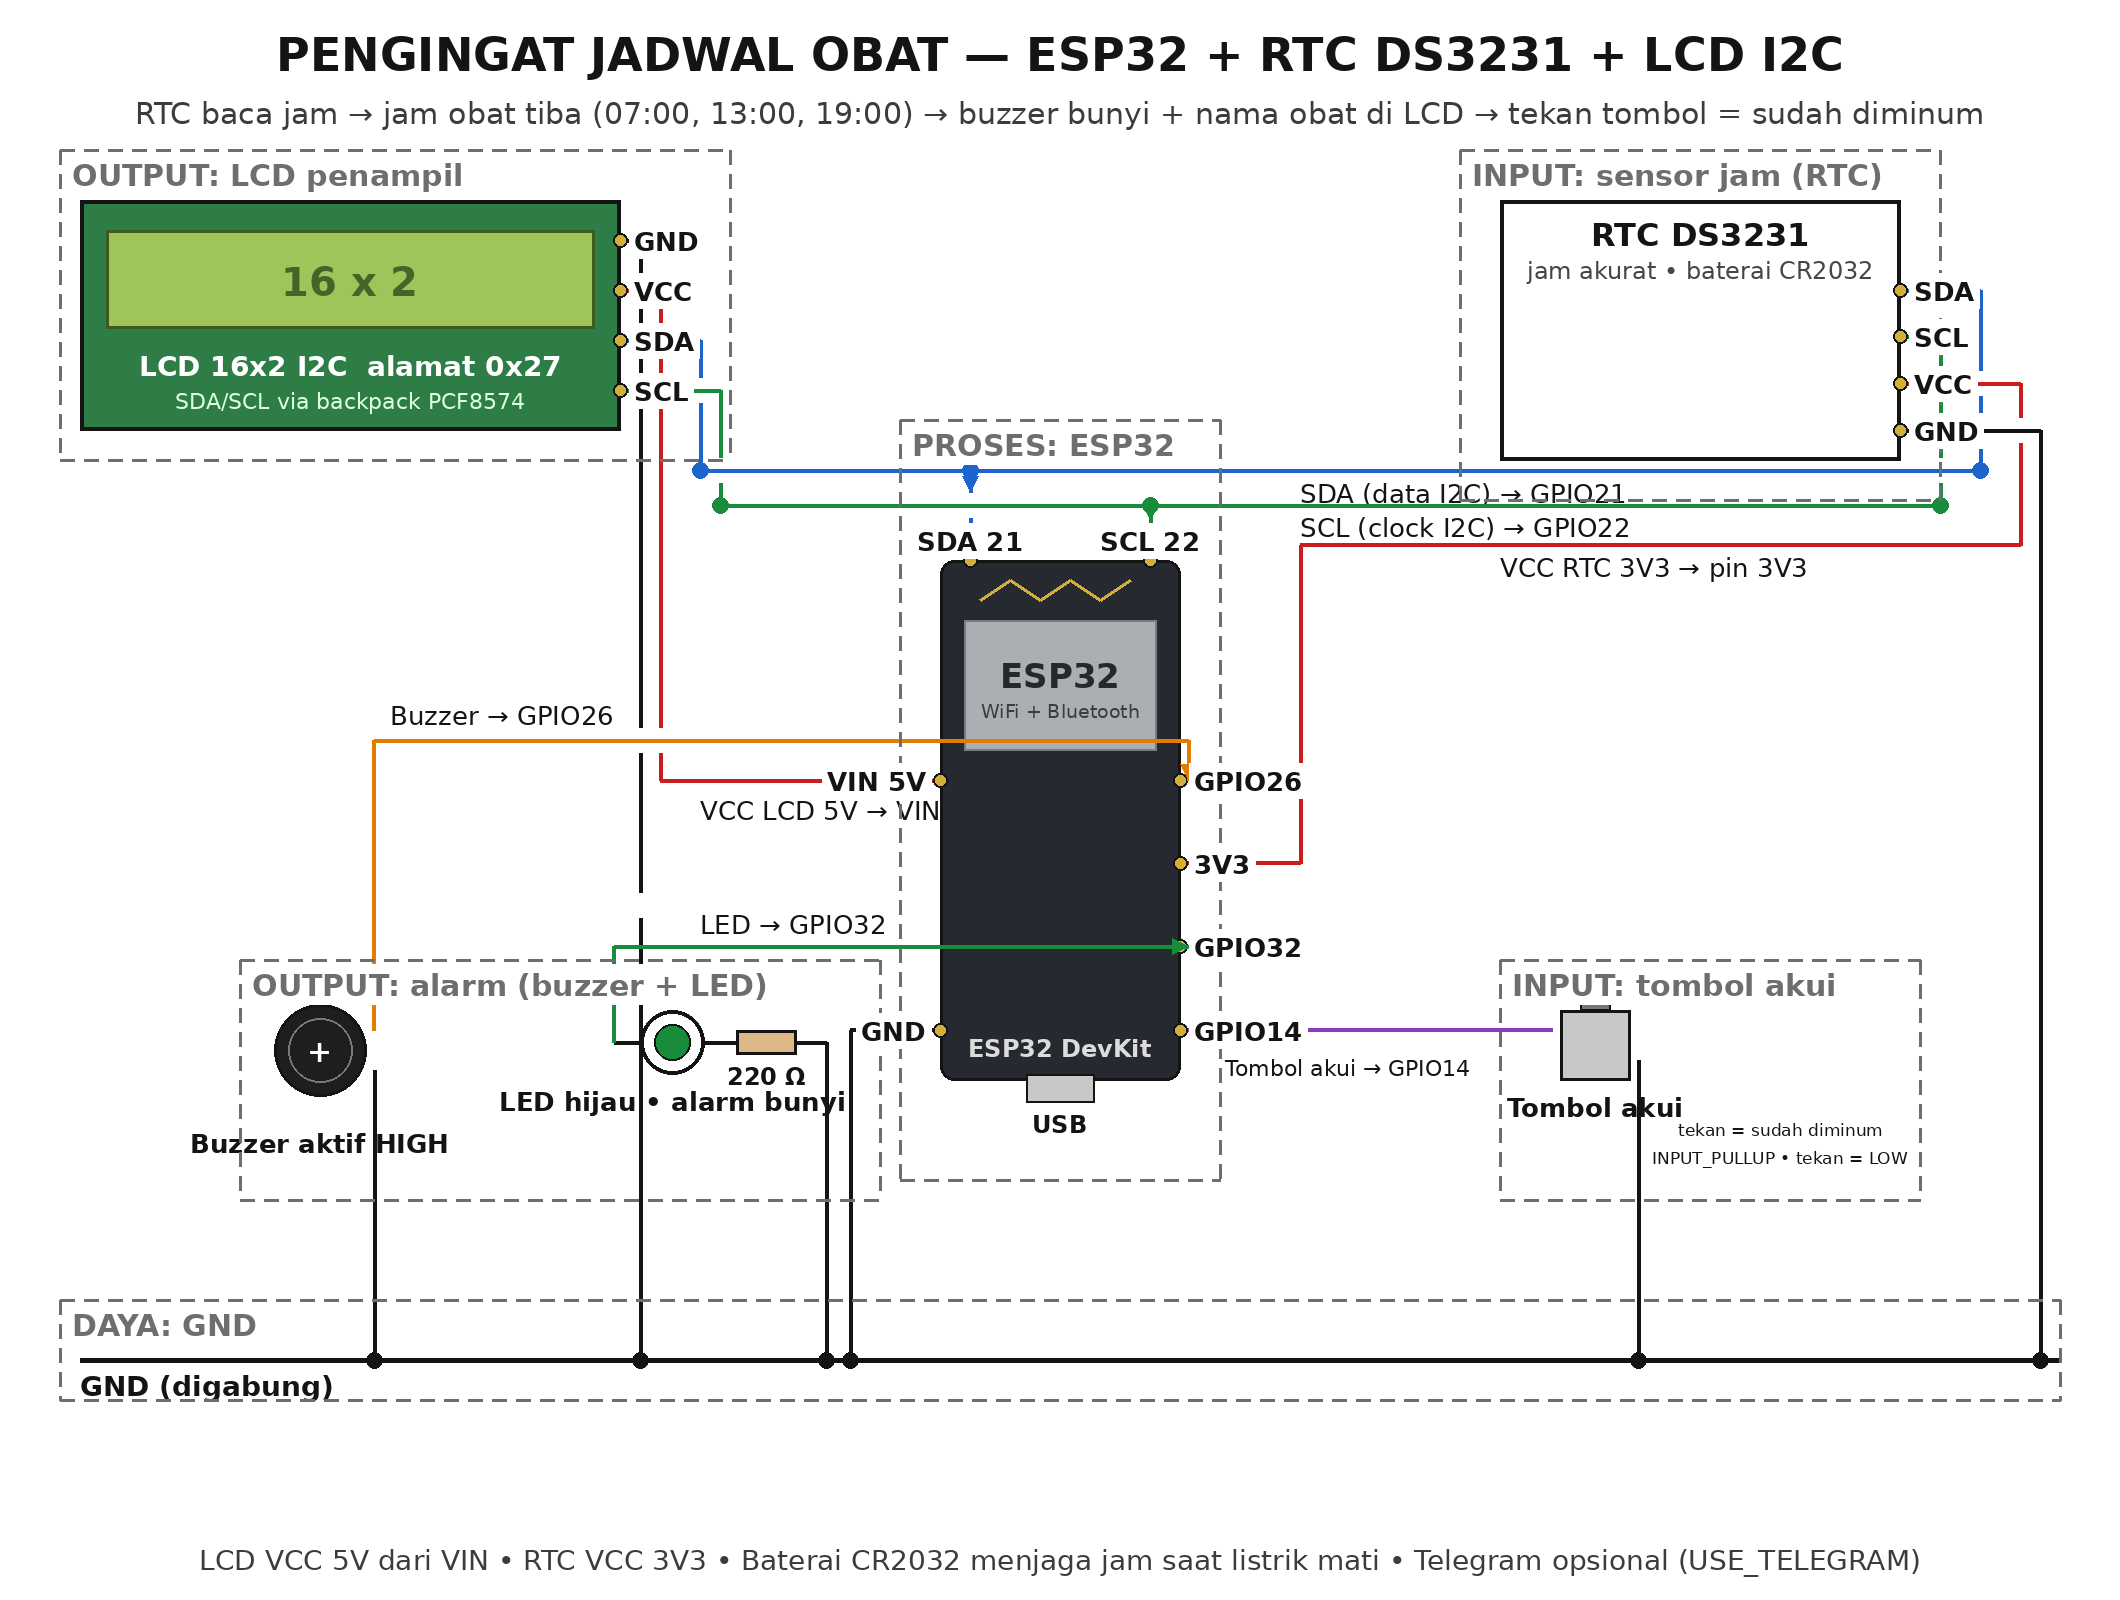 PENGINGAT JADWAL OBAT — ESP32 + RTC DS3231 + LCD I2C
RTC baca jam → jam obat tiba (07:00, 13:00, 19:00) → buzzer bunyi + nama obat di LCD → tekan tombol = sudah diminum
OUTPUT: LCD penampil
16 x 2
LCD 16x2 I2C  alamat 0x27
SDA/SCL via backpack PCF8574
GND
VCC
SDA
SCL
INPUT: sensor jam (RTC)
RTC DS3231
jam akurat • baterai CR2032
SDA
SCL
VCC
GND
PROSES: ESP32
SDA (data I2C) → GPIO21
SCL (clock I2C) → GPIO22
VCC RTC 3V3 → pin 3V3
SDA 21
SCL 22
ESP32
WiFi + Bluetooth
Buzzer → GPIO26
VIN 5V
VCC LCD 5V → VIN
GPIO26
3V3
LED → GPIO32
GPIO32
GND
GPIO14
ESP32 DevKit
Tombol akui → GPIO14
USB
OUTPUT: alarm (buzzer + LED)
+
220 Ω
LED hijau • alarm bunyi
Buzzer aktif HIGH
INPUT: tombol akui
Tombol akui
tekan = sudah diminum
INPUT_PULLUP • tekan = LOW
DAYA: GND
GND (digabung)
LCD VCC 5V dari VIN • RTC VCC 3V3 • Baterai CR2032 menjaga jam saat listrik mati • Telegram opsional (USE_TELEGRAM)